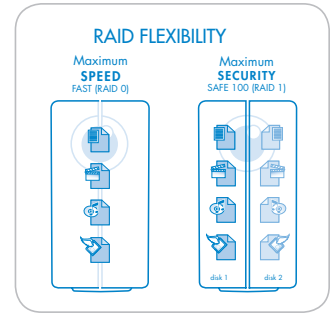 RAID FLEXIBILITY
Maximum
SPEED
FAST (RAID 0)
Maximum
SECURITY
SAFE 100 (RAID 1)
disk 1
disk 2